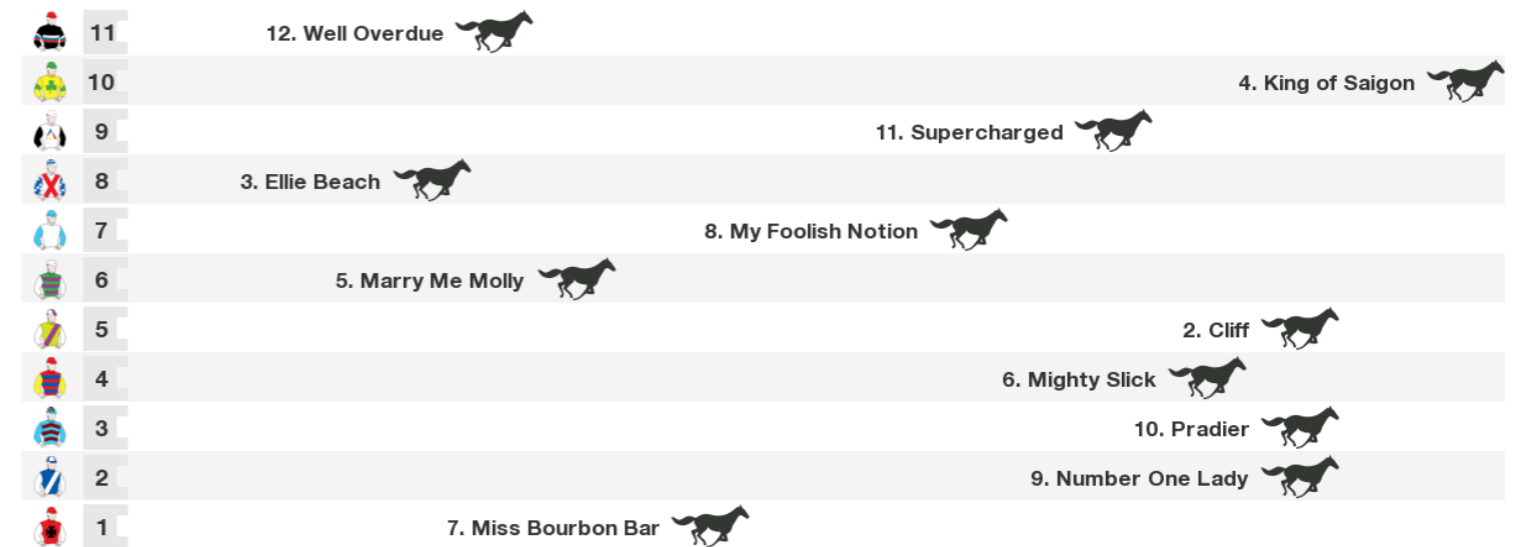 11 12. Well Overdue
10 4. King of Saigon
9 11. Supercharged
8 3. Ellie Beach
7 8. My Foolish Notion
6 5. Marry Me Molly
5 2. Cliff
4 6. Mighty Slick
3 10. Pradier
2 9. Number One Lady
1 7. Miss Bourbon Bar